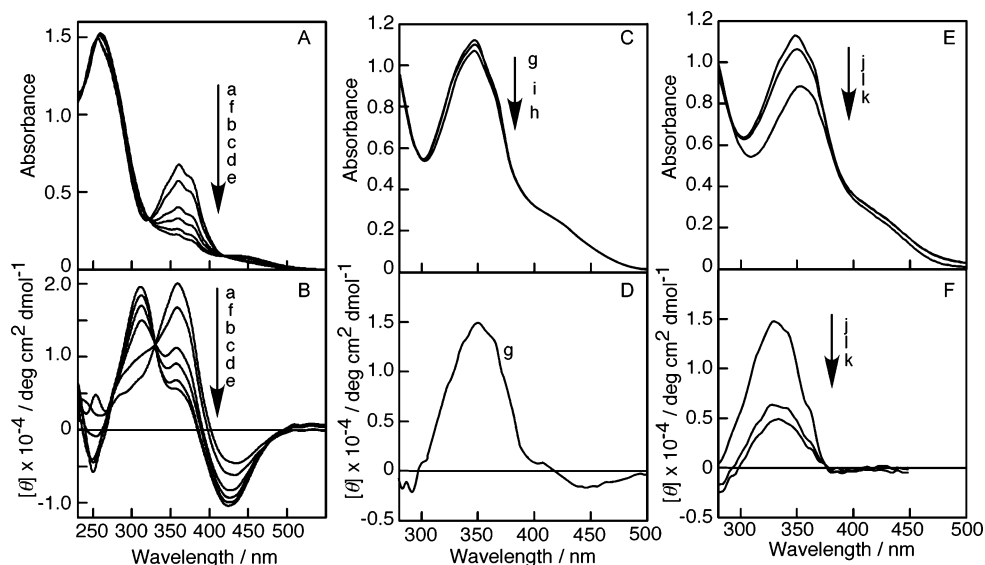 A
1.5
1.0
0.5
0
Absorbance
a
f
b
c
d
e
B
2.0
1.0
0
-1.0
[θ] x 10⁻⁴ / deg cm² dmol⁻¹
a
f
b
c
d
e
250 300 350 400 450 500
Wavelength / nm
C
1.2
1.0
0.8
0.6
0.4
0.2
0
Absorbance
g
i
h
D
1.5
1.0
0.5
0
-0.5
[θ] x 10⁻⁴ / deg cm² dmol⁻¹
g
300 350 400 450 500
Wavelength / nm
E
1.2
1.0
0.8
0.6
0.4
0.2
0
Absorbance
j
l
k
F
1.5
1.0
0.5
0
-0.5
[θ] x 10⁻⁴ / deg cm² dmol⁻¹
j
l
k
300 350 400 450 500
Wavelength / nm